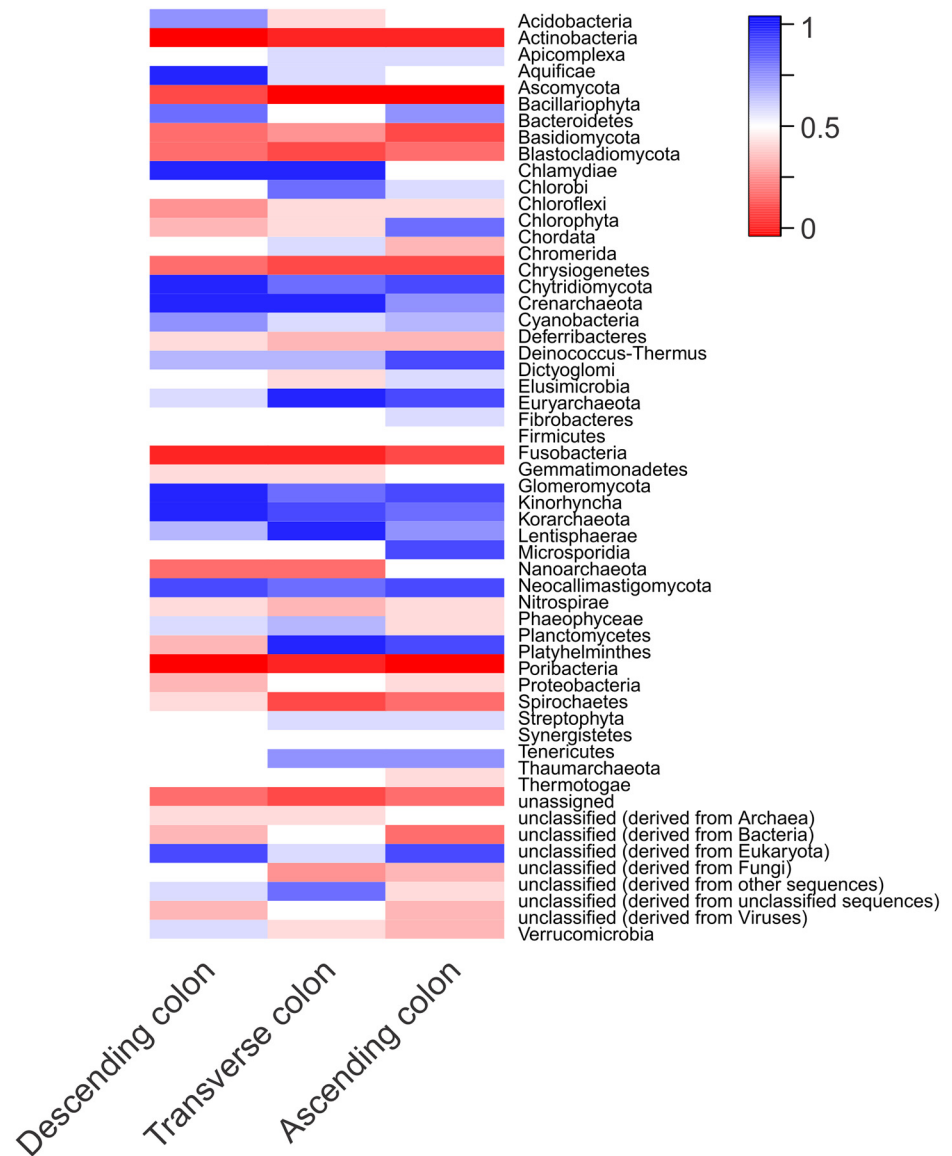 Acidobacteria
Actinobacteria
Apicomplexa
Aquificae
Ascomycota
Bacillariophyta
Bacteroidetes
Basidiomycota
Blastocladiomycota
Chlamydiae
Chlorobi
Chloroflexi
Chlorophyta
Chordata
Chromerida
Chrysiogenetes
Chytridiomycota
Crenarchaeota
Cyanobacteria
Deferribacteres
Deinococcus-Thermus
Dictyoglomi
Elusimicrobia
Euryarchaeota
Fibrobacteres
Firmicutes
Fusobacteria
Gemmatimonadetes
Glomeromycota
Kinorhyncha
Korarchaeota
Lentisphaerae
Microsporidia
Nanoarchaeota
Neocallimastigomycota
Nitrospirae
Phaeophyceae
Planctomycetes
Platyhelminthes
Poribacteria
Proteobacteria
Spirochaetes
Streptophyta
Synergistetes
Tenericutes
Thaumarchaeota
Thermotogae
unassigned
unclassified (derived from Archaea)
unclassified (derived from Bacteria)
unclassified (derived from Eukaryota)
unclassified (derived from Fungi)
unclassified (derived from other sequences)
unclassified (derived from unclassified sequences)
unclassified (derived from Viruses)
Verrucomicrobia
1
0.5
0
Descending colon
Transverse colon
Ascending colon